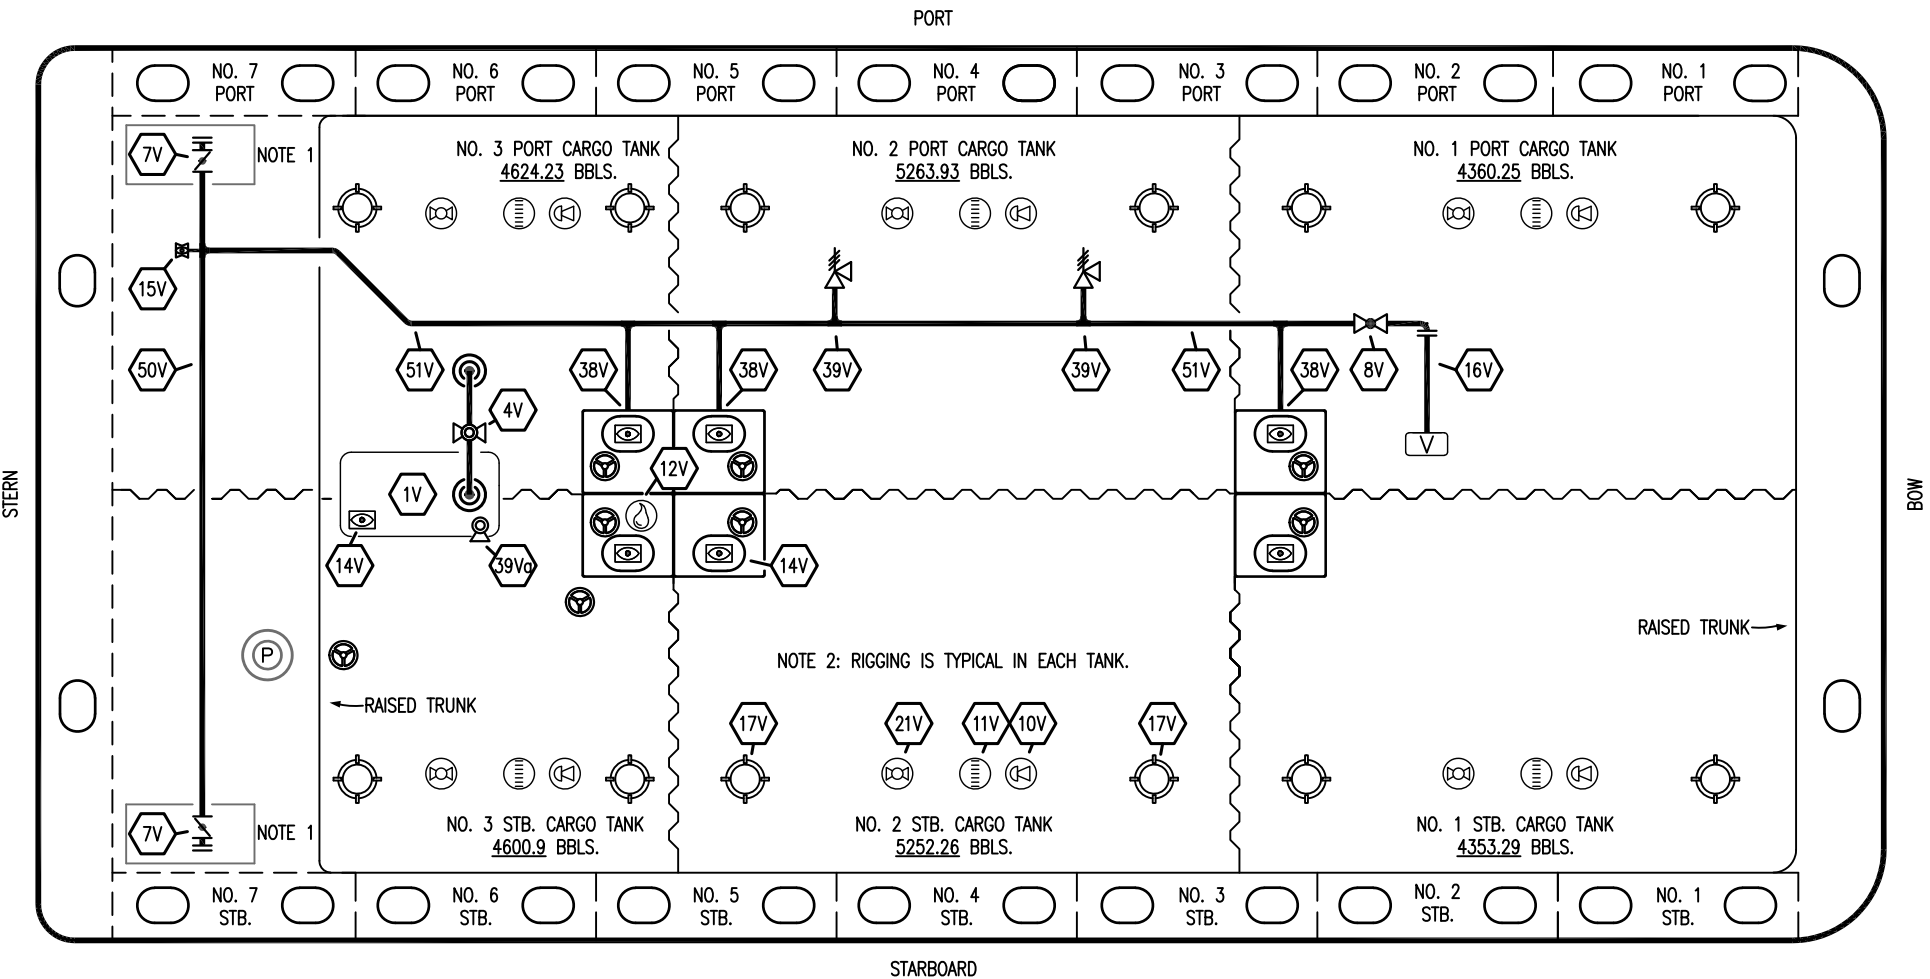 PORT
NO. 7
PORT
NO. 6
PORT
NO. 5
PORT
NO. 4
PORT
NO. 3
PORT
NO. 2
PORT
NO. 1
PORT
7V
NOTE 1
NO. 3 PORT CARGO TANK
4624.23 BBLS.
NO. 2 PORT CARGO TANK
5263.93 BBLS.
NO. 1 PORT CARGO TANK
4360.25 BBLS.
15V
50V
51V
38V
38V
39V
39V
51V
38V
8V
16V
4V
V
12V
1V
STERN
BOW
14V
39Va
14V
RAISED TRUNK
P
NOTE 2: RIGGING IS TYPICAL IN EACH TANK.
RAISED TRUNK
17V
21V
11V
10V
17V
7V
NOTE 1
NO. 3 STB. CARGO TANK
4600.9 BBLS.
NO. 2 STB. CARGO TANK
5252.26 BBLS.
NO. 1 STB. CARGO TANK
4353.29 BBLS.
NO. 7
STB.
NO. 6
STB.
NO. 5
STB.
NO. 4
STB.
NO. 3
STB.
NO. 2
STB.
NO. 1
STB.
STARBOARD